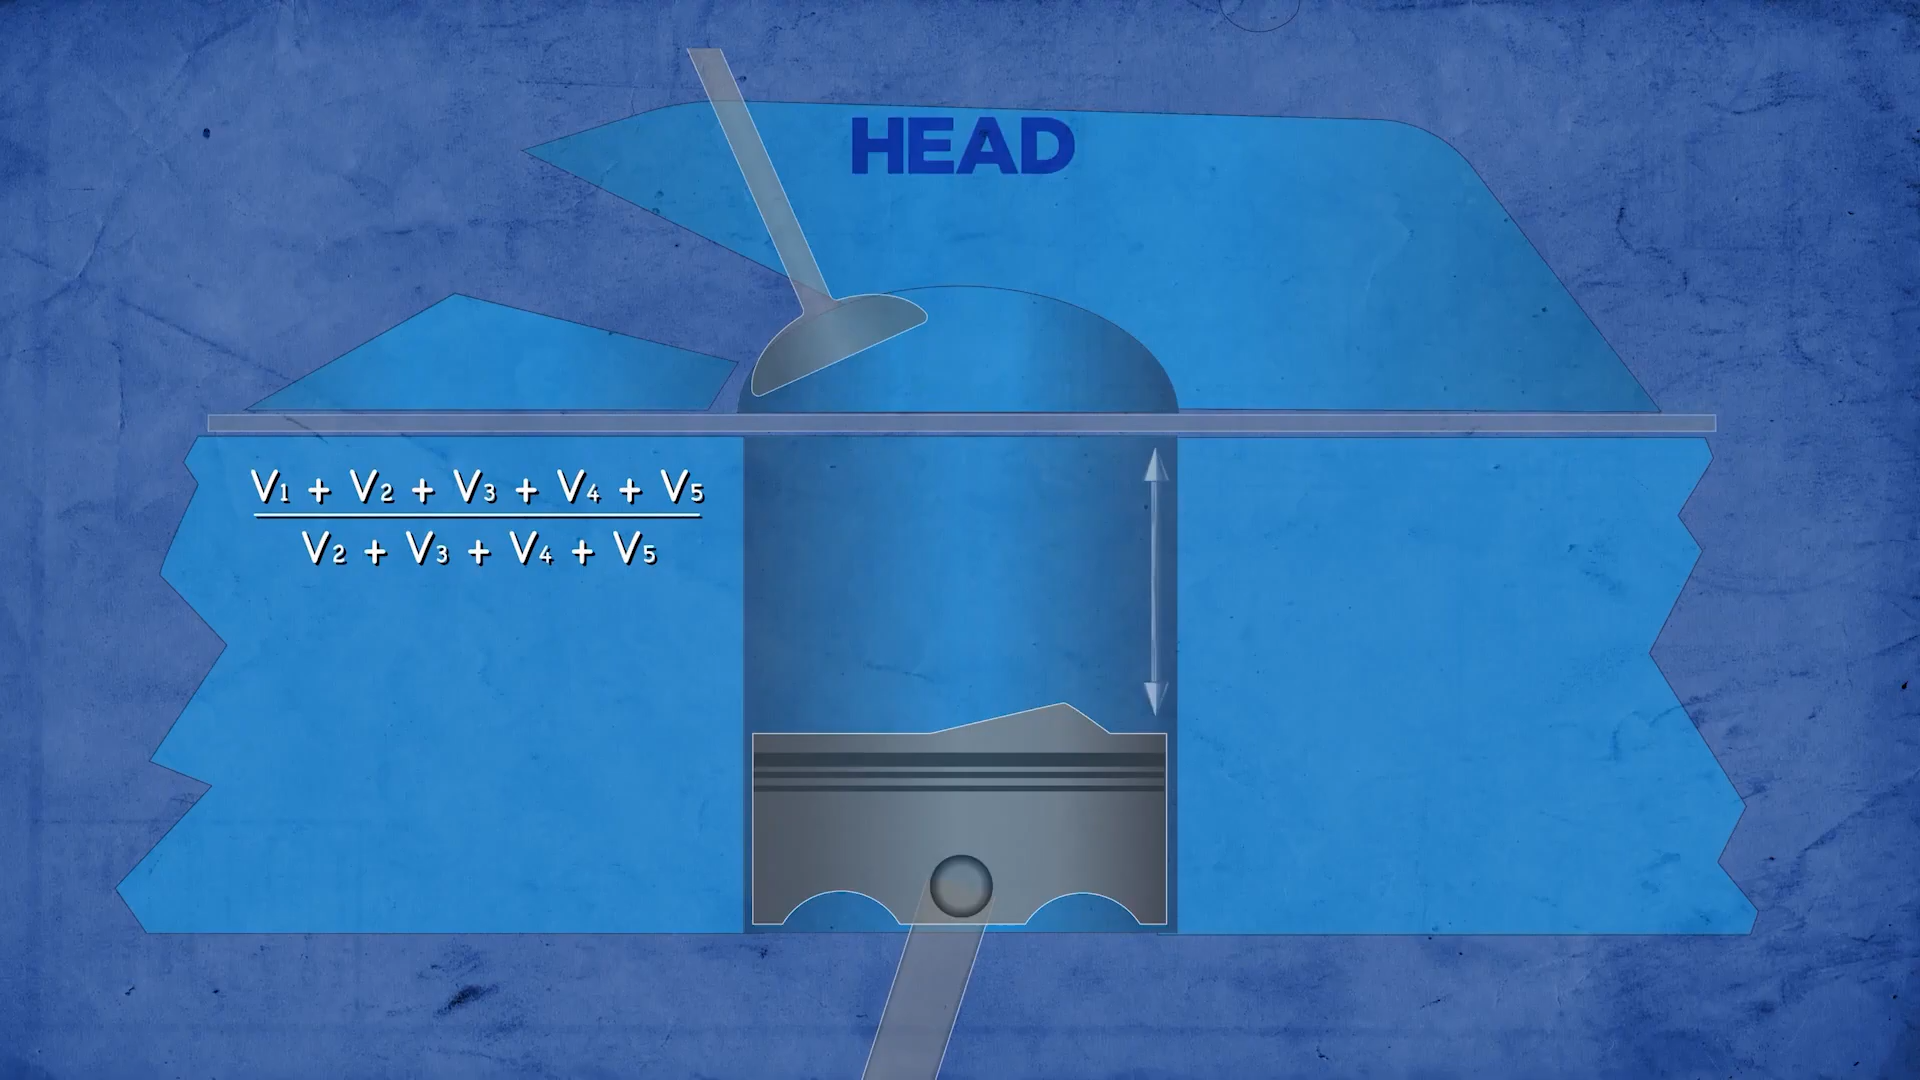 HEAD
V1 + V2 + V3 + V4 + V5
V2 + V3 + V4 + V5